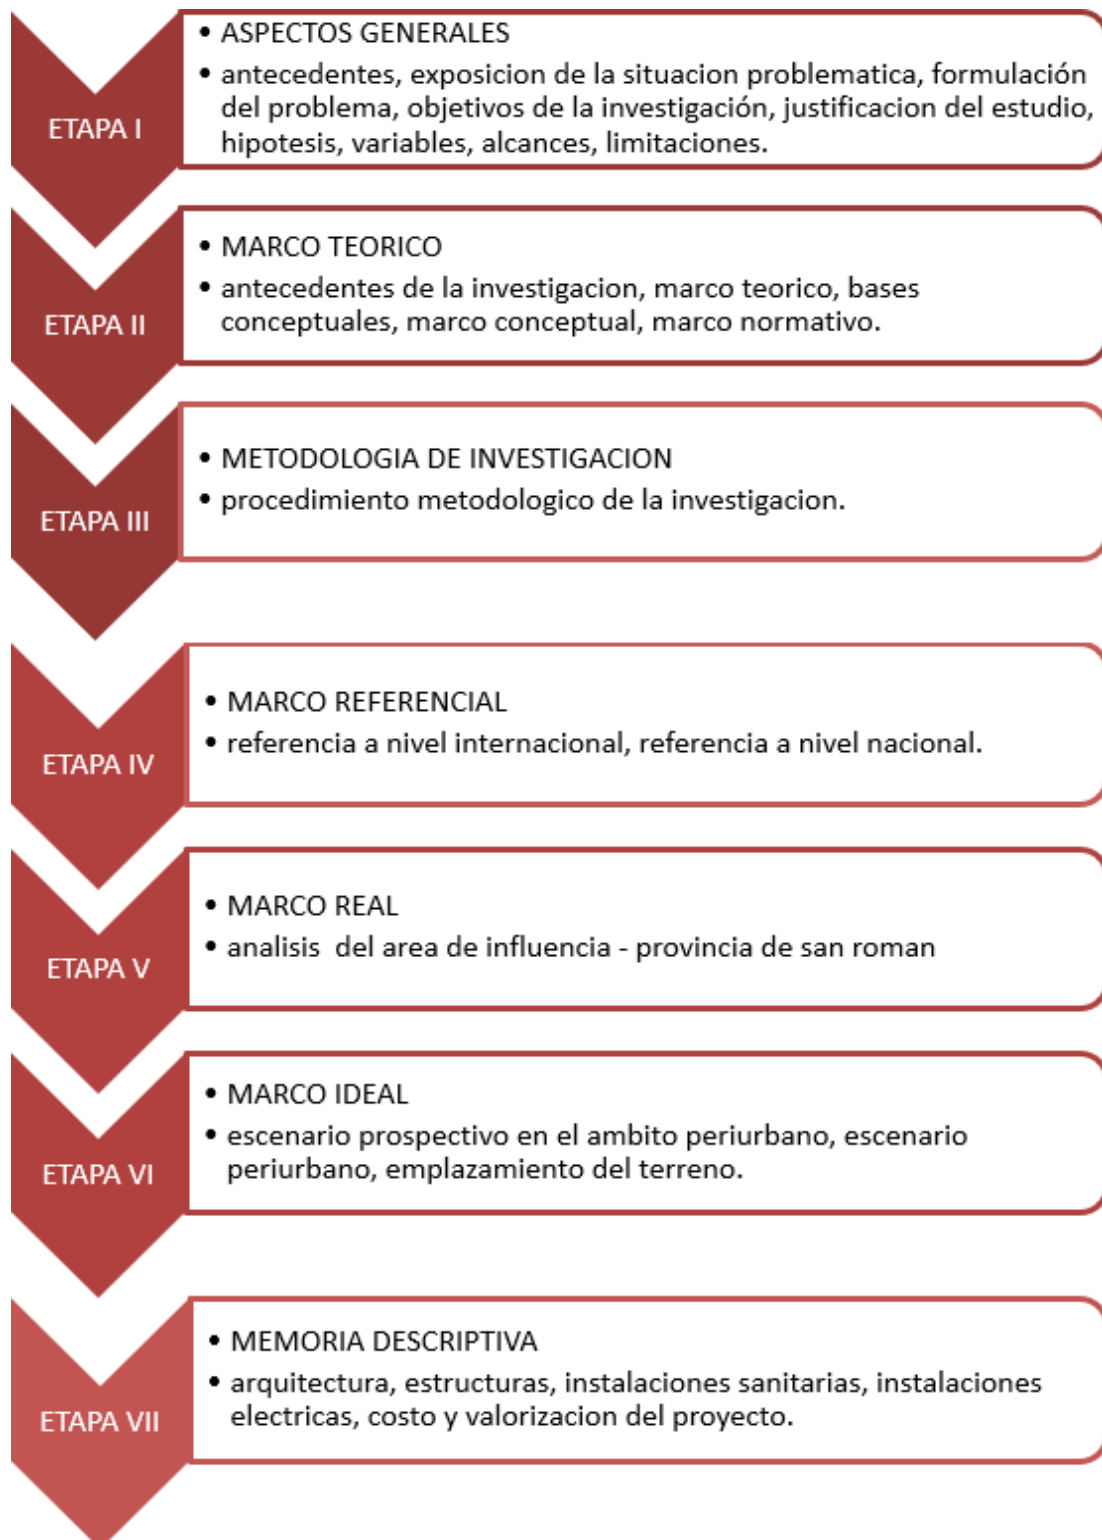 • ASPECTOS GENERALES
• antecedentes, exposicion de la situacion problematica, formulación
del problema, objetivos de la investigación, justificacion del estudio,
hipotesis, variables, alcances, limitaciones.
ETAPA I
• MARCO TEORICO
• antecedentes de la investigacion, marco teorico, bases
conceptuales, marco conceptual, marco normativo.
ETAPA II
• METODOLOGIA DE INVESTIGACION
• procedimiento metodologico de la investigacion.
ETAPA III
• MARCO REFERENCIAL
• referencia a nivel internacional, referencia a nivel nacional.
ETAPA IV
• MARCO REAL
• analisis  del area de influencia - provincia de san roman
ETAPA V
• MARCO IDEAL
• escenario prospectivo en el ambito periurbano, escenario
periurbano, emplazamiento del terreno.
ETAPA VI
• MEMORIA DESCRIPTIVA
• arquitectura, estructuras, instalaciones sanitarias, instalaciones
electricas, costo y valorizacion del proyecto.
ETAPA VII